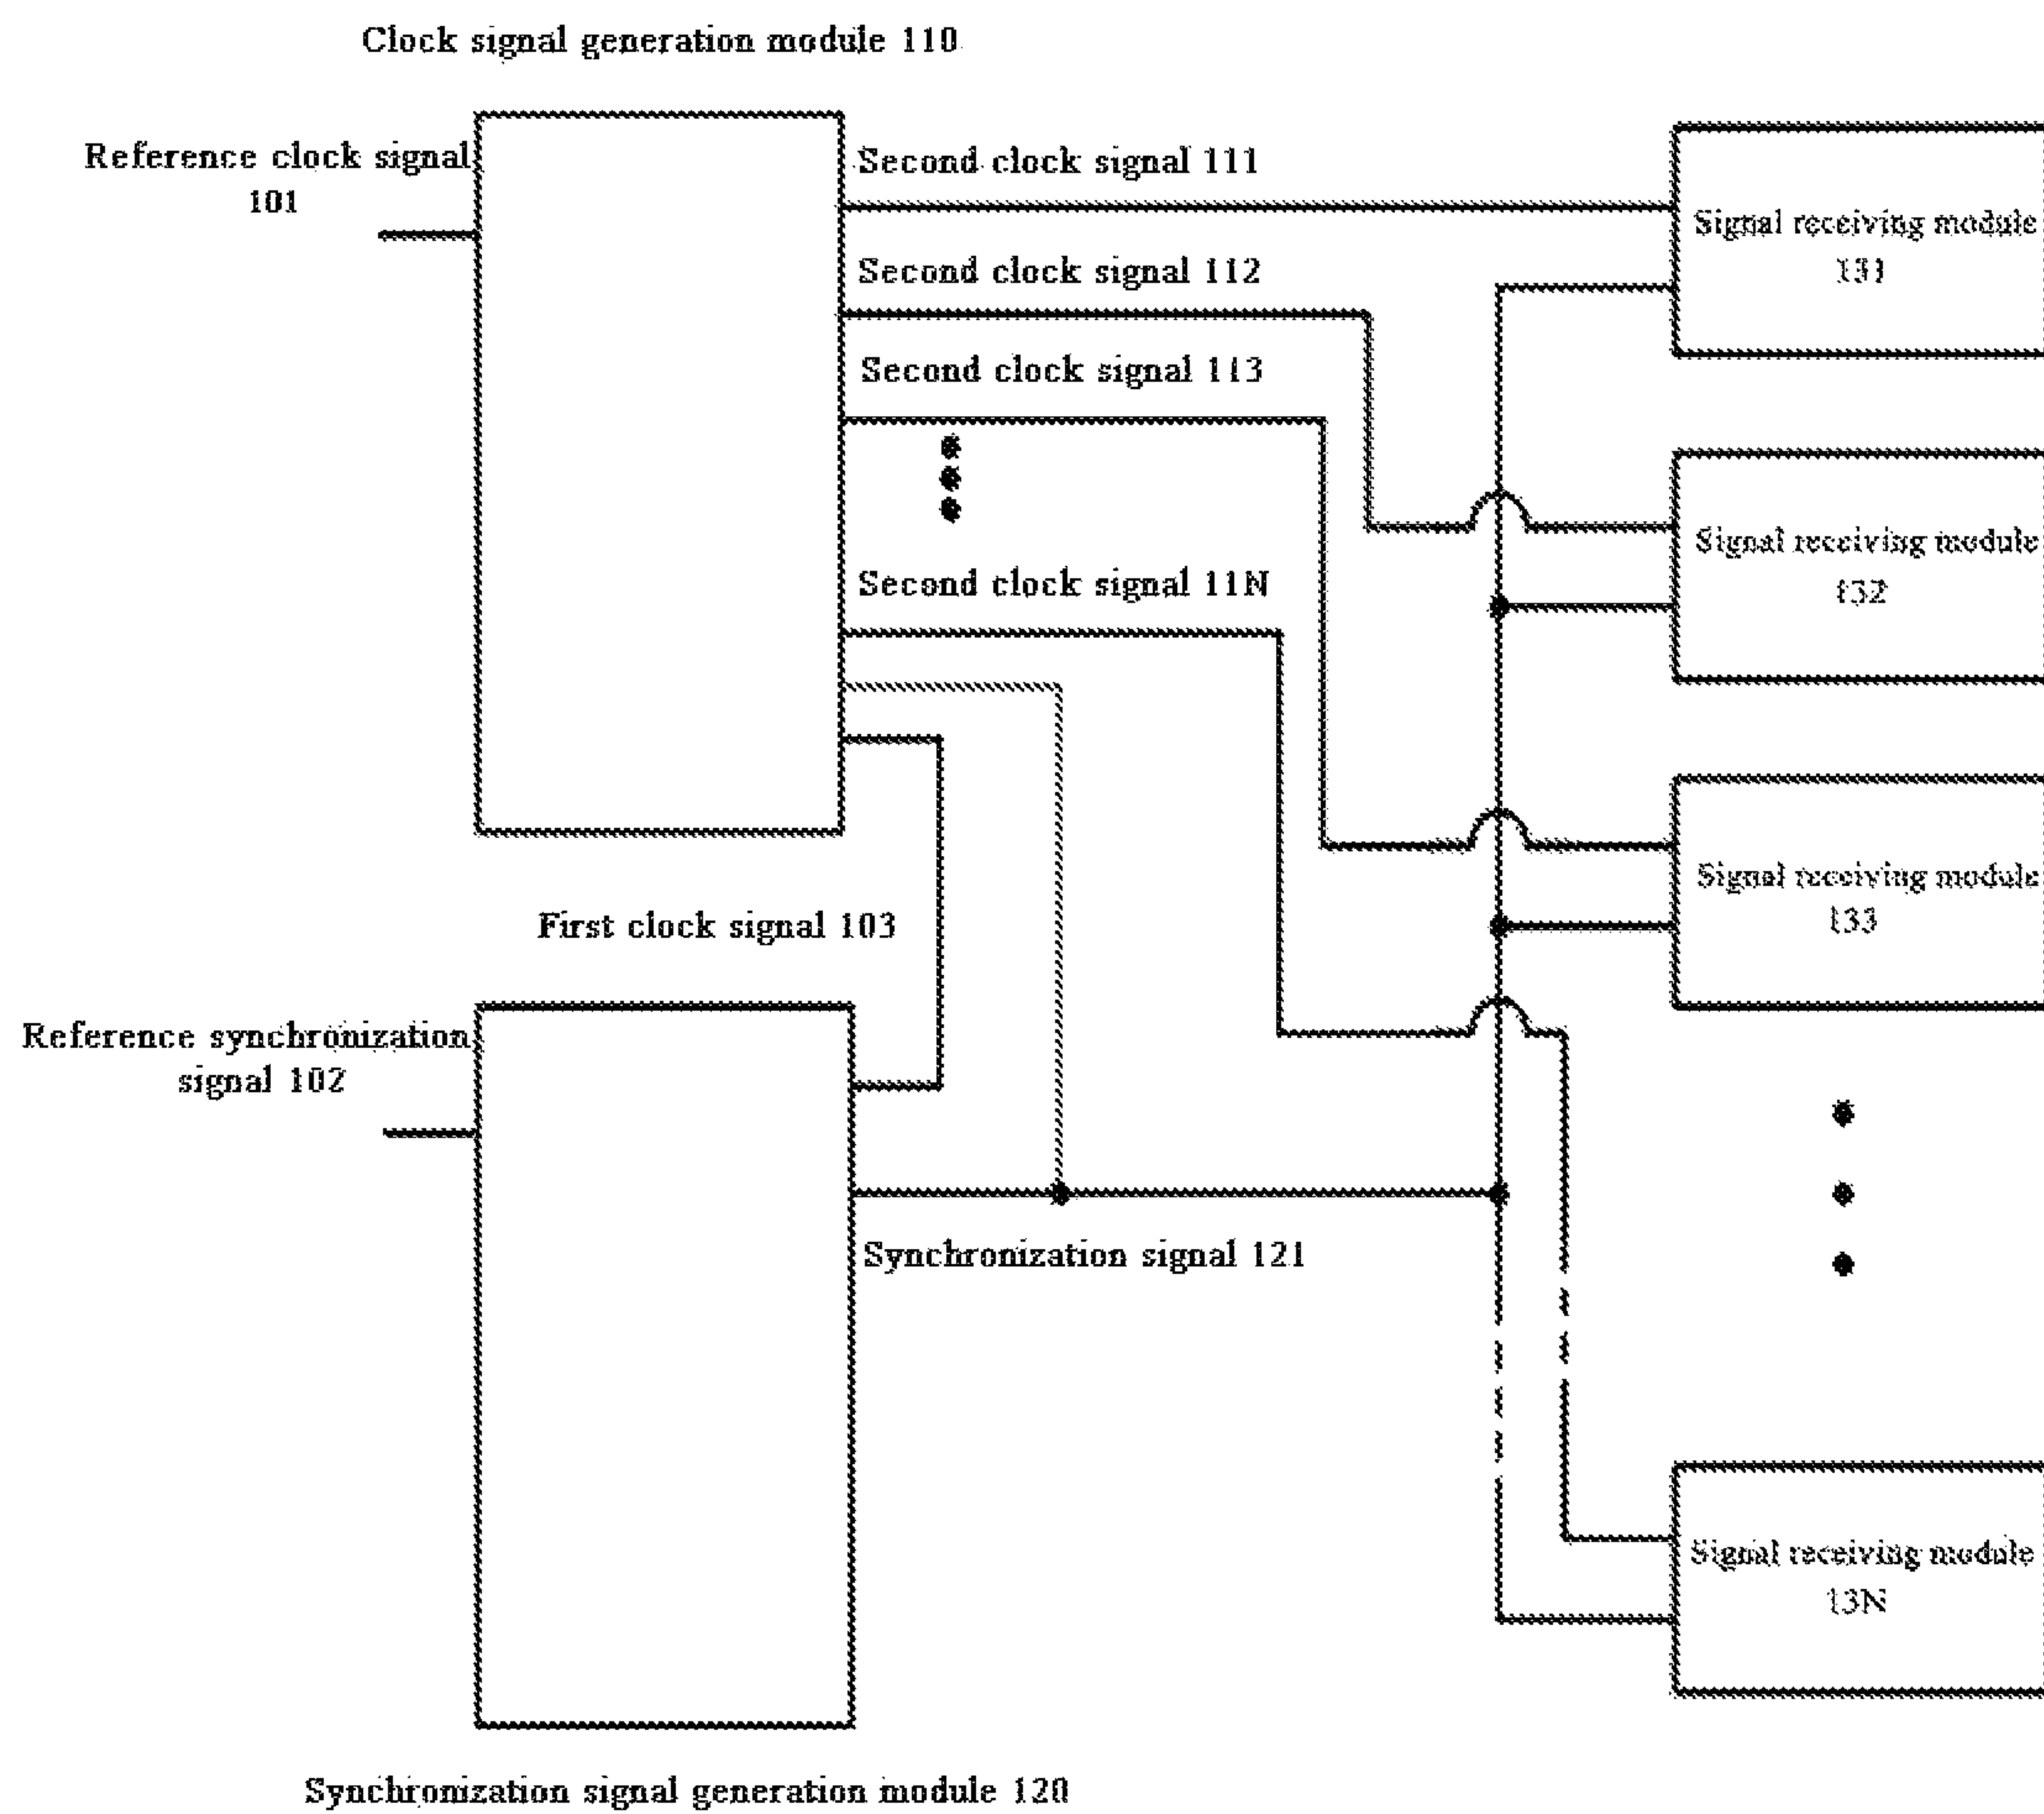 Clock signal generation module 110
Reference clock signal
101
Second clock signal 111
Second clock signal 112
Second clock signal 113
Second clock signal 11N
Signal receiving module
131
Signal receiving module
132
Signal receiving module
133
First clock signal 103
Reference synchronization
signal 102
Synchronization signal 121
Signal receiving module
13N
Synchronization signal generation module 120